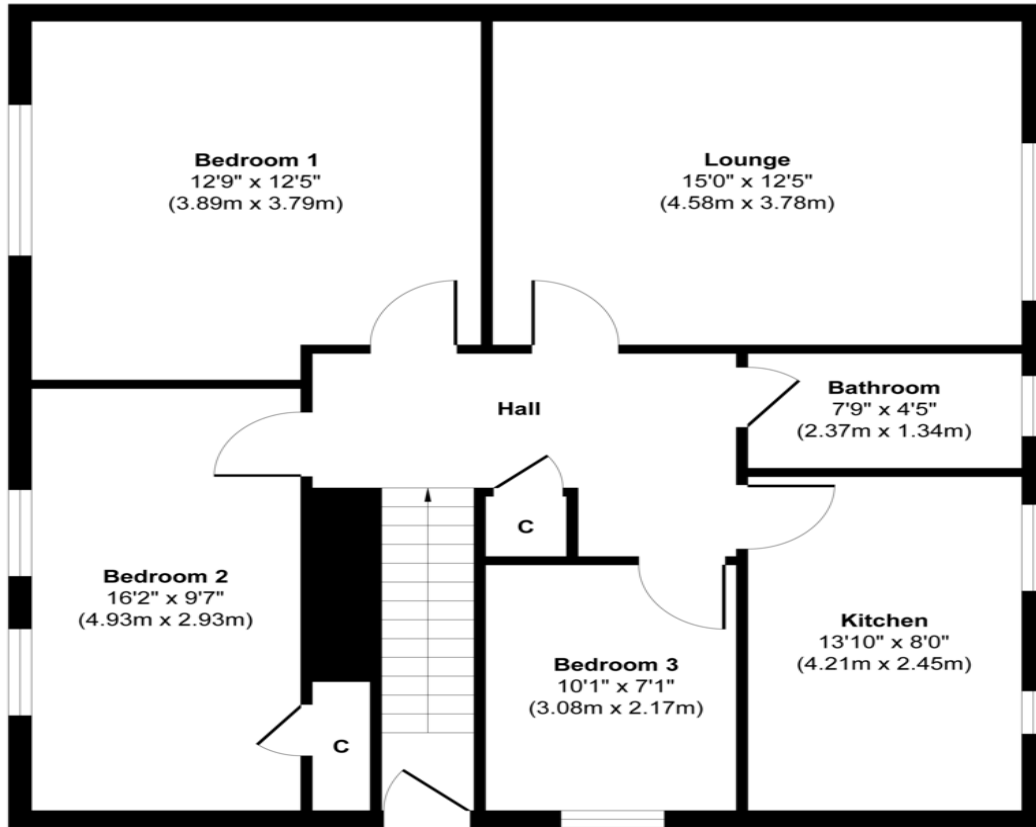 Bedroom 1
12'9" x 12'5"
(3.89m x 3.79m)
Lounge
15'0" x 12'5"
(4.58m x 3.78m)
Hall
Bathroom
7'9" x 4'5"
(2.37m x 1.34m)
C
Bedroom 2
16'2" x 9'7"
(4.93m x 2.93m)
Bedroom 3
10'1" x 7'1"
(3.08m x 2.17m)
Kitchen
13'10" x 8'0"
(4.21m x 2.45m)
C